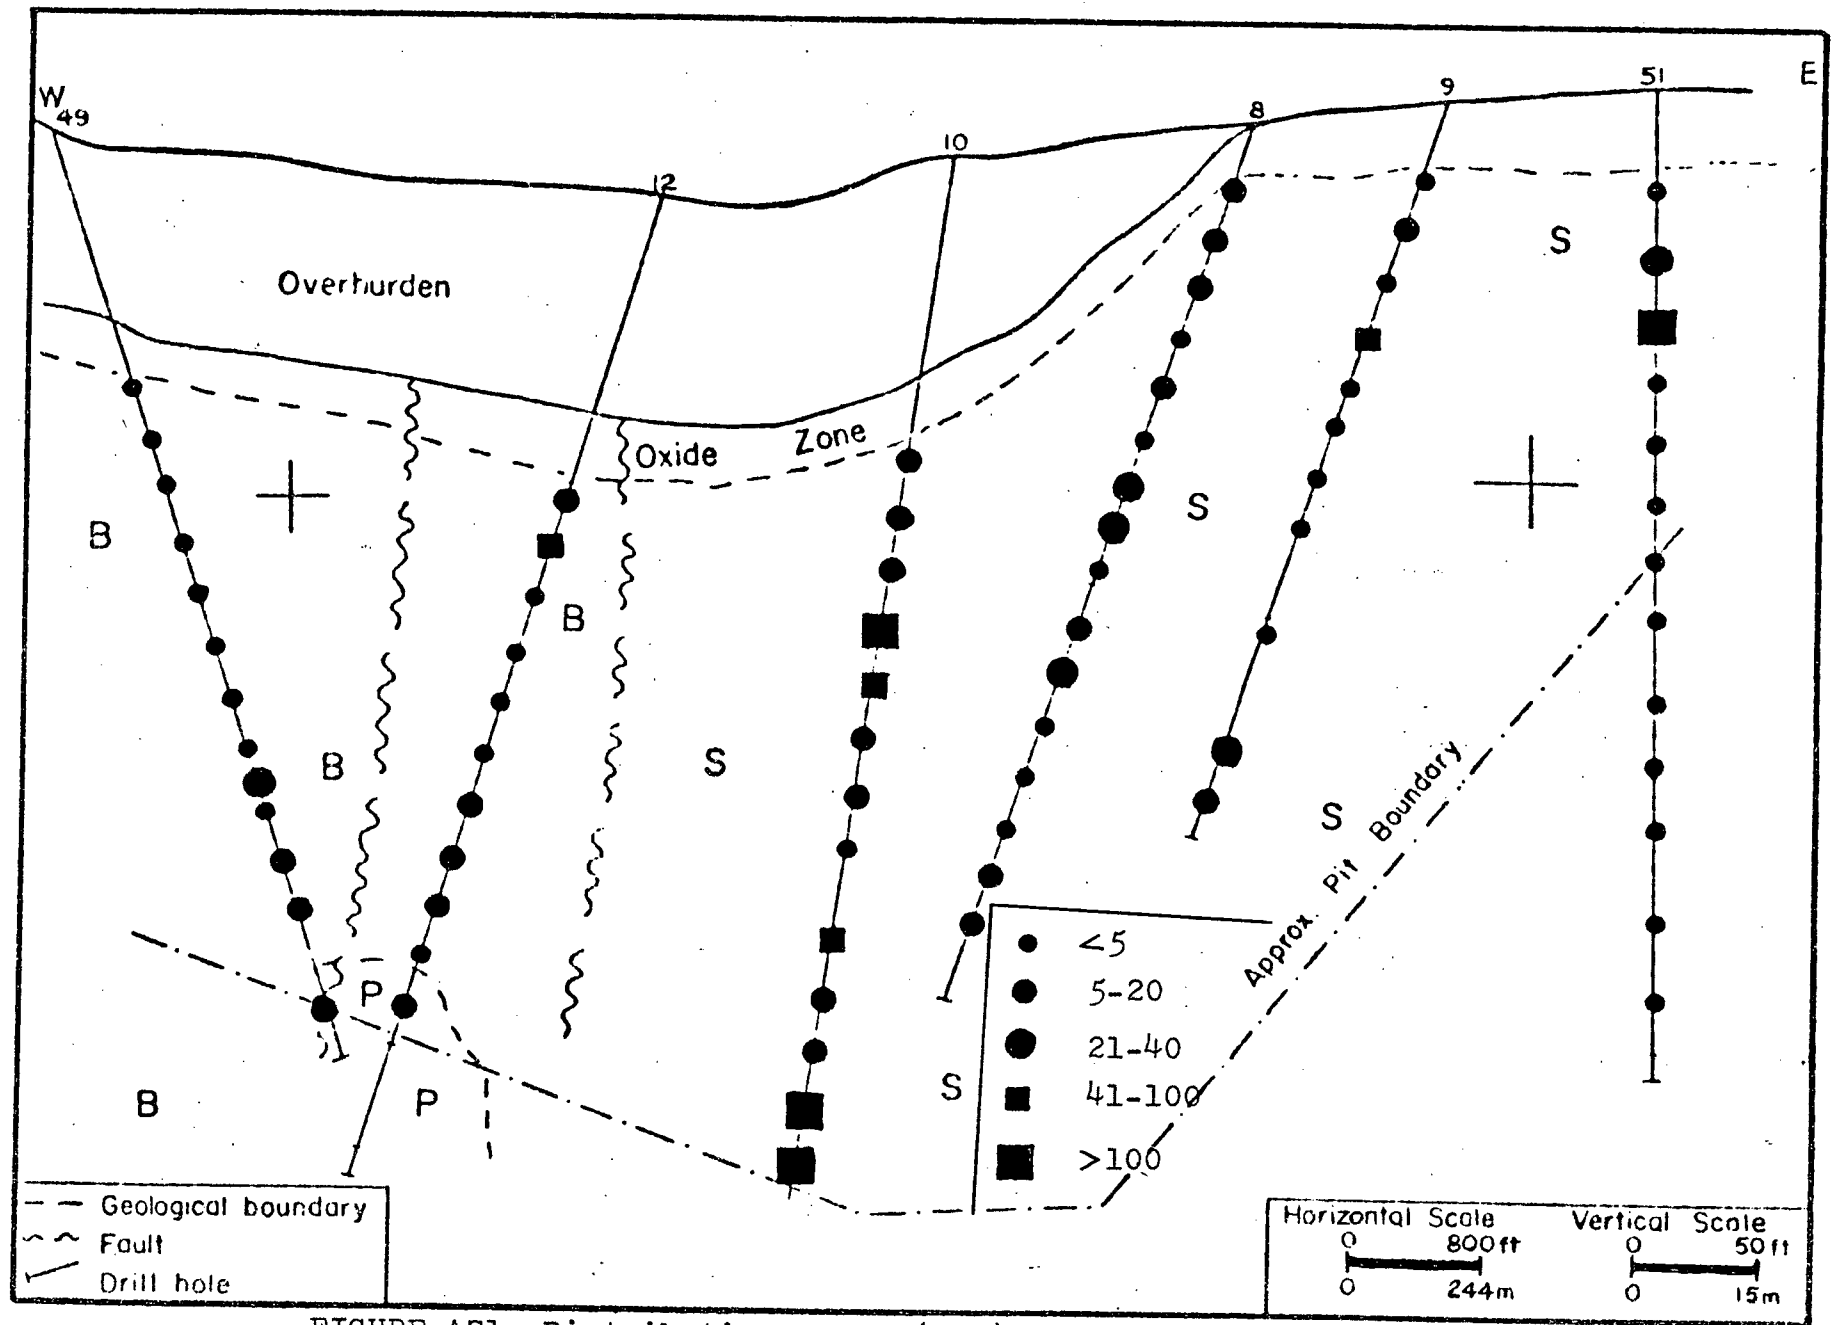 W
E
49
12
10
8
9
51
Overburden
Oxide Zone
S
B
S
B
B
S
S
P
B
P
S
Approx. Pit Boundary
<5
5-20
21-40
41-100
>100
Geological boundary
Fault
Drill hole
Horizontal Scale
0 800ft
0 244m
Vertical Scale
0 50ft
0 15m